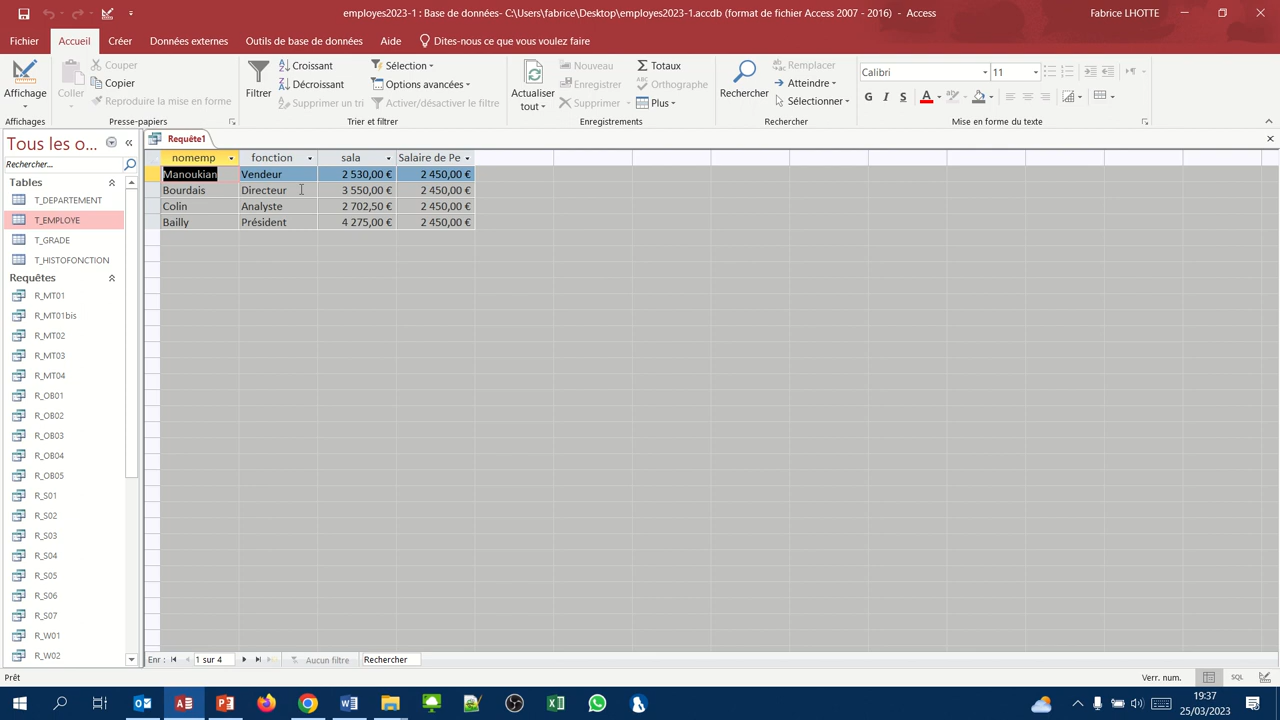 employes2023-1 : Base de données- C:\Users\fabrice\Desktop\employes2023-1.accdb (format de fichier Access 2007 - 2016) - Access
Fabrice LHOTTE
Fichier Accueil Créer Données externes Outils de base de données Aide Dites-nous ce que vous voulez faire
Affichage
Affichages
Coller
Couper
Copier
Reproduire la mise en forme
Presse-papiers
Filtrer
Croissant
Décroissant
Supprimer un tri
Sélection
Options avancées
Activer/désactiver le filtre
Trier et filtrer
Actualiser
tout
Nouveau
Enregistrer
Supprimer
Totaux
Orthographe
Plus
Enregistrements
Rechercher
Remplacer
Atteindre
Sélectionner
Rechercher
Calibri 11
G I S A
Mise en forme du texte
Tous les o...
Rechercher...
Tables
T_DEPARTEMENT
T_EMPLOYE
T_GRADE
T_HISTOFONCTION
Requêtes
R_MT01
R_MT01bis
R_MT02
R_MT03
R_MT04
R_OB01
R_OB02
R_OB03
R_OB04
R_OB05
R_S01
R_S02
R_S03
R_S04
R_S05
R_S06
R_S07
R_W01
R_W02
Requête1
nomemp fonction sala Salaire de Pe
Manoukian Vendeur 2 530,00 € 2 450,00 €
Bourdais Directeur 3 550,00 € 2 450,00 €
Colin Analyste 2 702,50 € 2 450,00 €
Bailly Président 4 275,00 € 2 450,00 €
Enr : 1 sur 4 Aucun filtre Rechercher
Prêt
Verr. num. SQL
19:37
25/03/2023